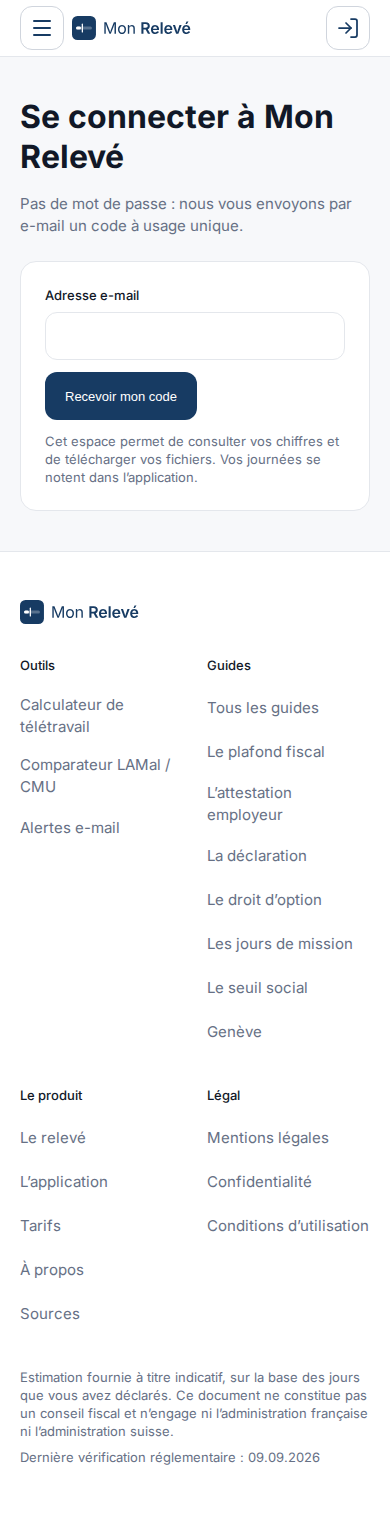 Mon Relevé
Se connecter à Mon
Relevé
Pas de mot de passe : nous vous envoyons par
e-mail un code à usage unique.
Adresse e-mail
Recevoir mon code
Cet espace permet de consulter vos chiffres et
de télécharger vos fichiers. Vos journées se
notent dans l’application.
Mon Relevé
Outils
Calculateur de
télétravail
Comparateur LAMal /
CMU
Alertes e-mail
Guides
Tous les guides
Le plafond fiscal
L’attestation
employeur
La déclaration
Le droit d’option
Les jours de mission
Le seuil social
Genève
Le produit
Le relevé
L’application
Tarifs
À propos
Sources
Légal
Mentions légales
Confidentialité
Conditions d’utilisation
Estimation fournie à titre indicatif, sur la base des jours
que vous avez déclarés. Ce document ne constitue pas
un conseil fiscal et n’engage ni l’administration française
ni l’administration suisse.
Dernière vérification réglementaire : 09.09.2026